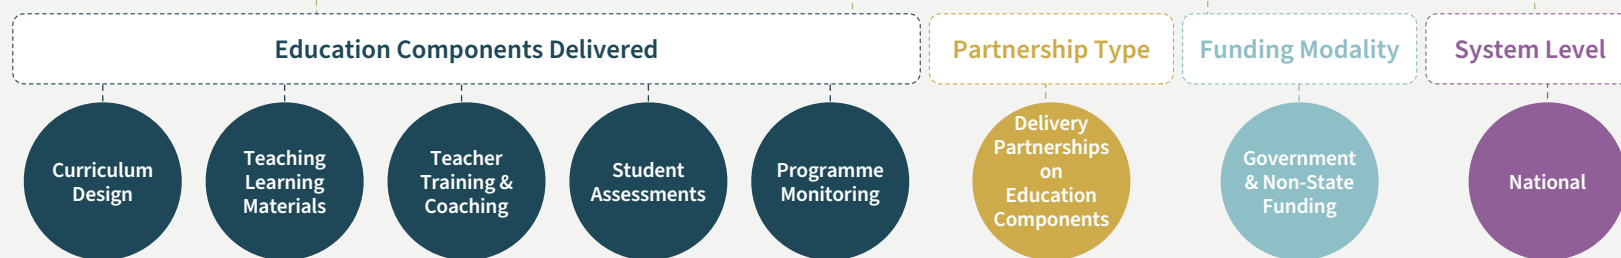 Education Components Delivered
Partnership Type
Funding Modality
System Level
Curriculum
Design
Teaching
Learning
Materials
Teacher
Training &
Coaching
Student
Assessments
Programme
Monitoring
Delivery
Partnerships
on
Education
Components
Government
& Non-State
Funding
National